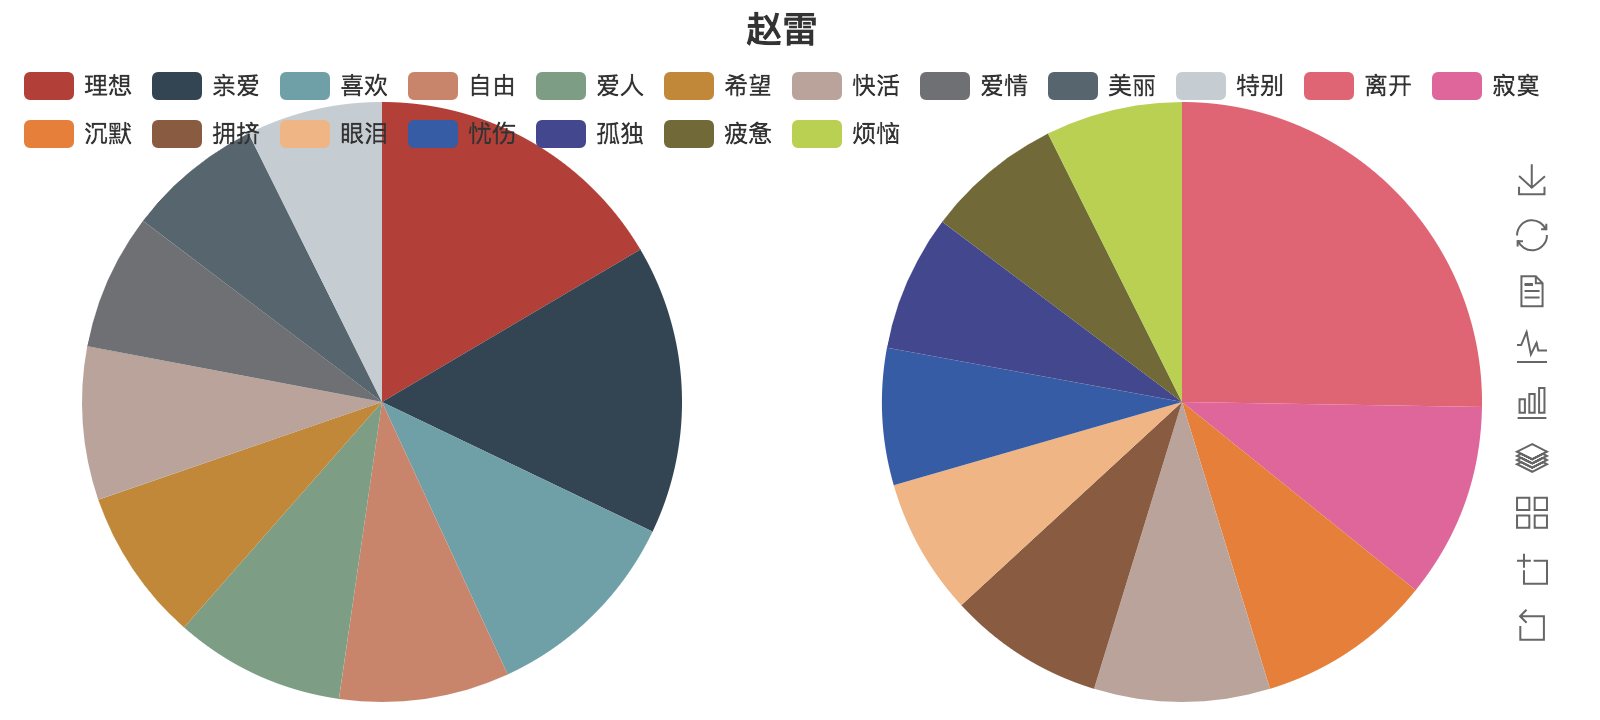 赵雷
理想 亲爱 喜欢 自由 爱人 希望 快活 爱情 美丽 特别 离开 寂寞
沉默 拥挤 眼泪 忧伤 孤独 疲惫 烦恼